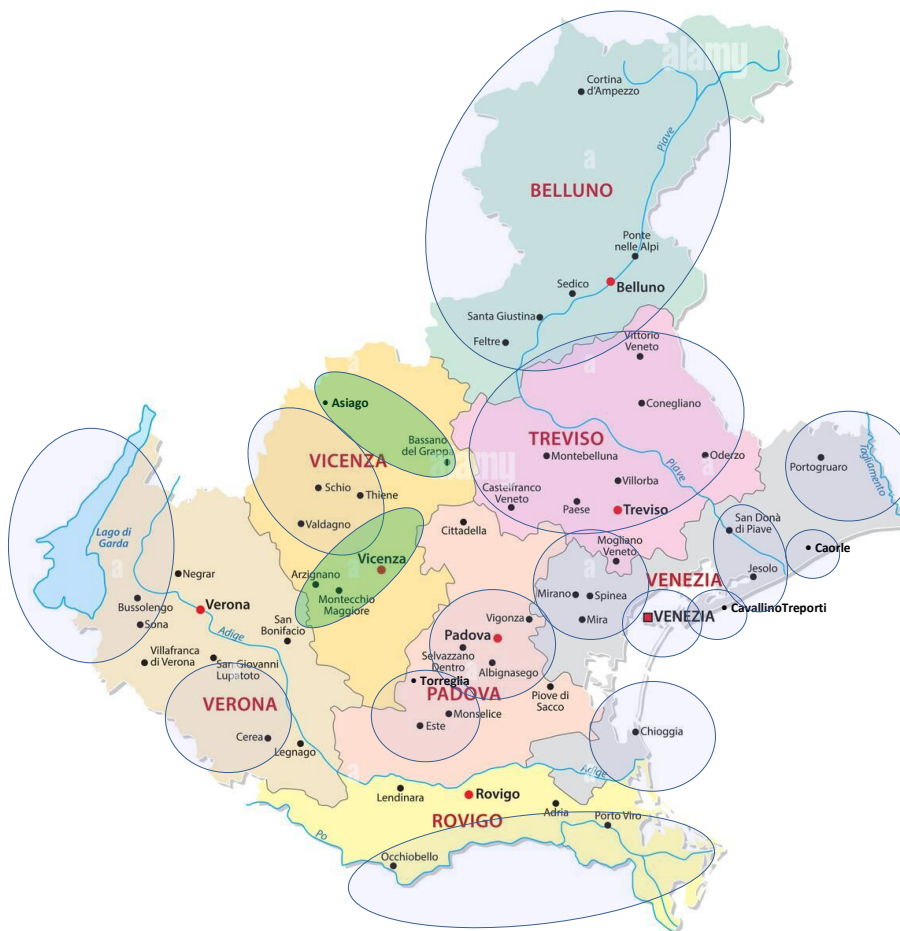 alamy
Cortina
d'Ampezzo
Piave
a
BELLUNO
Ponte
nelle Alpi
Sedico
Belluno
Santa Giustina
Feltre
Vittorio
Veneto
a
a
Asiago
Conegliano
Bassano
del Grappa
TREVISO
VICENZA
alamy
Montebelluna
Piave
a
Oderzo
Portogruaro
Tagliamento
Schio
Thiene
Castelfranco
Veneto
Villorba
Paese
Treviso
Valdagno
Cittadella
San Donà
di Piave
Lago di
Garda
Mogliano
Veneto
Caorle
a
Vicenza
Negrar
Arzignano
VENEZIA
Jesolo
Montecchio
Maggiore
Mirano
Spinea
Bussolengo
Verona
CavallinoTreporti
Sona
San
Bonifacio
Vigonza
Mira
VENEZIA
Adige
Padova
Villafranca
di Verona
San Giovanni
Lupatoto
Selvazzano
Dentro
Albignasego
a
Torreglia
PADOVA
Piove di
Sacco
VERONA
Monselice
Este
Chioggia
Cerea
Legnago
a
Adige
Lendinara
Rovigo
Adria
ROVIGO
Porto Viro
Po
Occhiobello